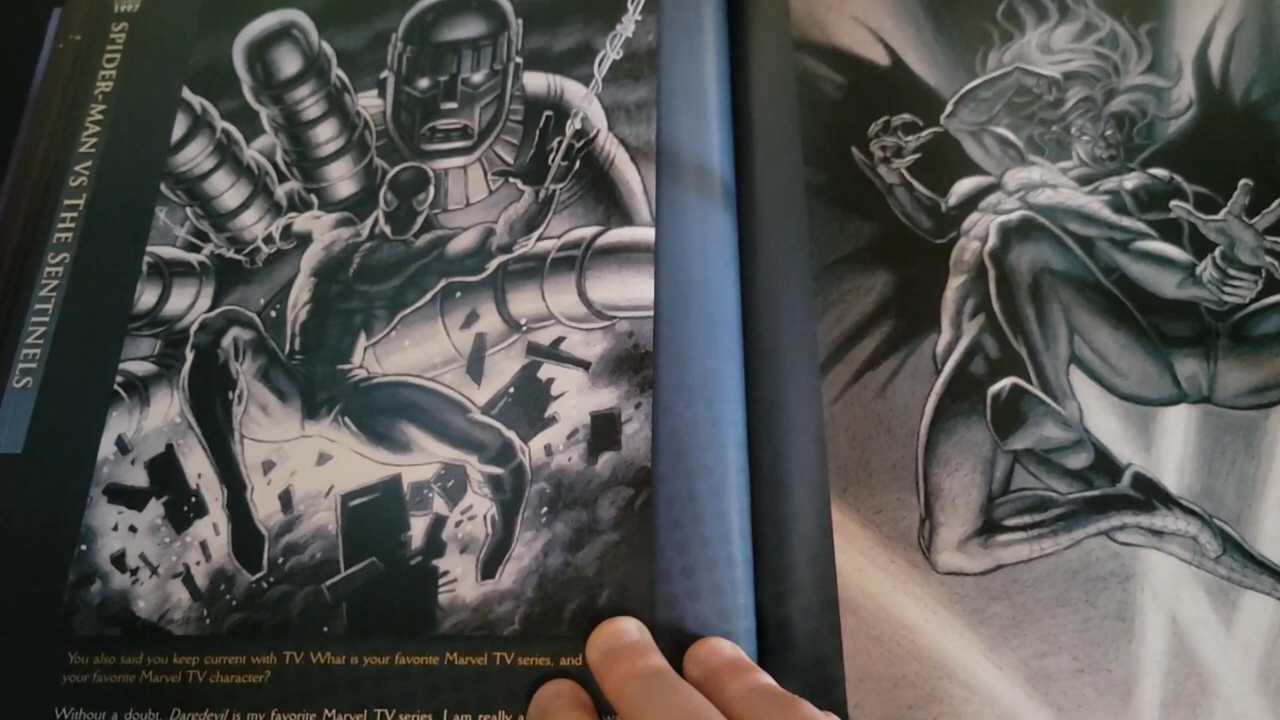 1997
SPIDER-MAN VS THE SENTINELS
You also said you keep current with TV. What is your favorite Marvel TV series, and
your favorite Marvel TV character?
Without a doubt, Daredevil is my favorite Marvel TV series. I am really